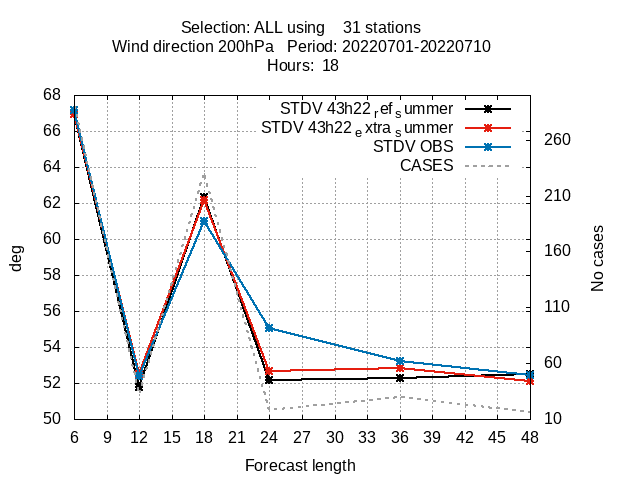 Selection: ALL using    31 stations
Wind direction 200hPa   Period: 20220701-20220710
Hours:  18
STDV 43h22refsummer
STDV 43h22extrasummer
STDV OBS
CASES
68
66
64
62
60
58
56
54
52
50
deg
260
210
160
110
60
10
No cases
6 9 12 15 18 21 24 27 30 33 36 39 42 45 48
Forecast length